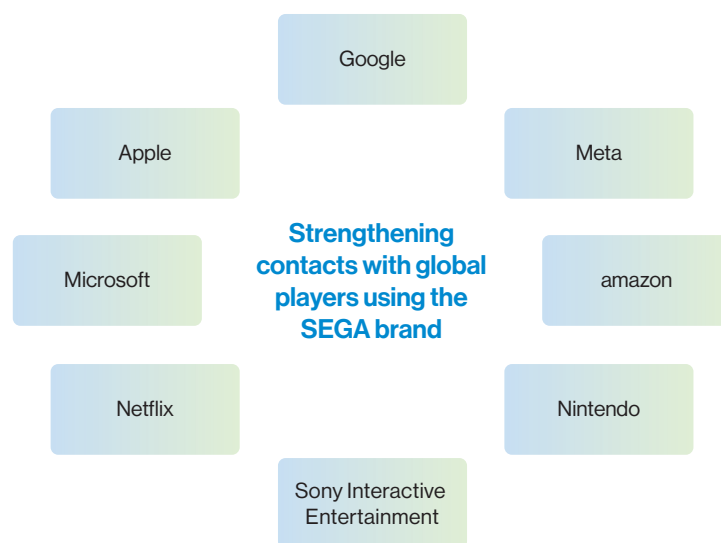 Google
Apple
Meta
Strengthening
contacts with global
players using the
SEGA brand
Microsoft
amazon
Netflix
Nintendo
Sony Interactive
Entertainment